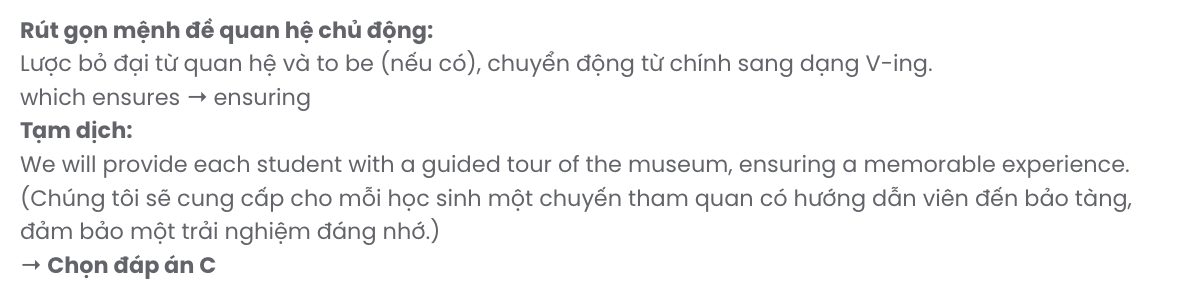 Rút gọn mệnh đề quan hệ chủ động:
Lược bỏ đại từ quan hệ và to be (nếu có), chuyển động từ chính sang dạng V-ing.
which ensures → ensuring
Tạm dịch:
We will provide each student with a guided tour of the museum, ensuring a memorable experience.
(Chúng tôi sẽ cung cấp cho mỗi học sinh một chuyến tham quan có hướng dẫn viên đến bảo tàng,
đảm bảo một trải nghiệm đáng nhớ.)
→ Chọn đáp án C